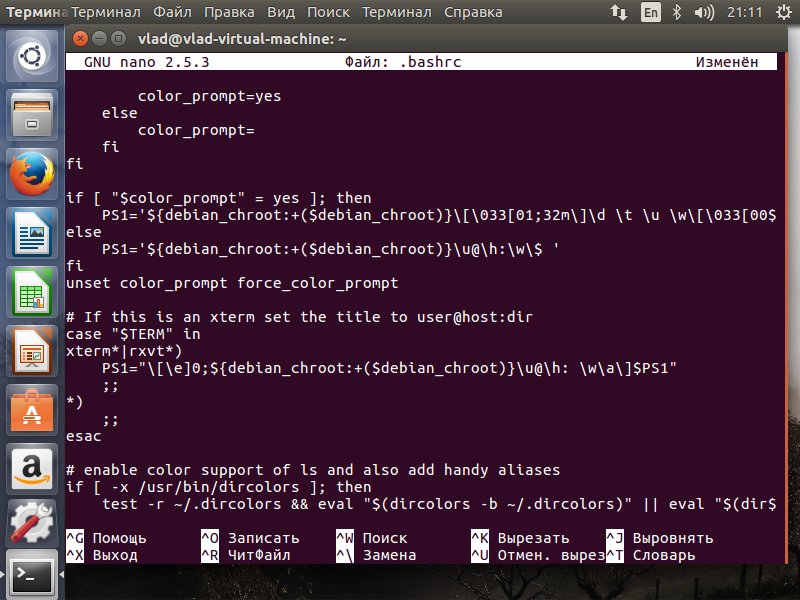 Термина Терминал Файл Правка Вид Поиск Терминал Справка En 21:11
vlad@vlad-virtual-machine: ~
GNU nano 2.5.3 Файл: .bashrc Изменён
color_prompt=yes
else
color_prompt=
fi
fi
if [ "$color_prompt" = yes ]; then
PS1='${debian_chroot:+($debian_chroot)}\[\033[01;32m\]\d \t \u \w\[\033[00$
else
PS1='${debian_chroot:+($debian_chroot)}\u@\h:\w\$ '
fi
unset color_prompt force_color_prompt
# If this is an xterm set the title to user@host:dir
case "$TERM" in
xterm*|rxvt*)
PS1="\[\e]0;${debian_chroot:+($debian_chroot)}\u@\h: \w\a\]$PS1"
;;
*)
;;
esac
# enable color support of ls and also add handy aliases
if [ -x /usr/bin/dircolors ]; then
test -r ~/.dircolors && eval "$(dircolors -b ~/.dircolors)" || eval "$(dir$
^G Помощь ^O Записать ^W Поиск ^K Вырезать ^J Выровнять
^X Выход ^R ЧитФайл ^\ Замена ^U Отмен. вырез ^T Словарь